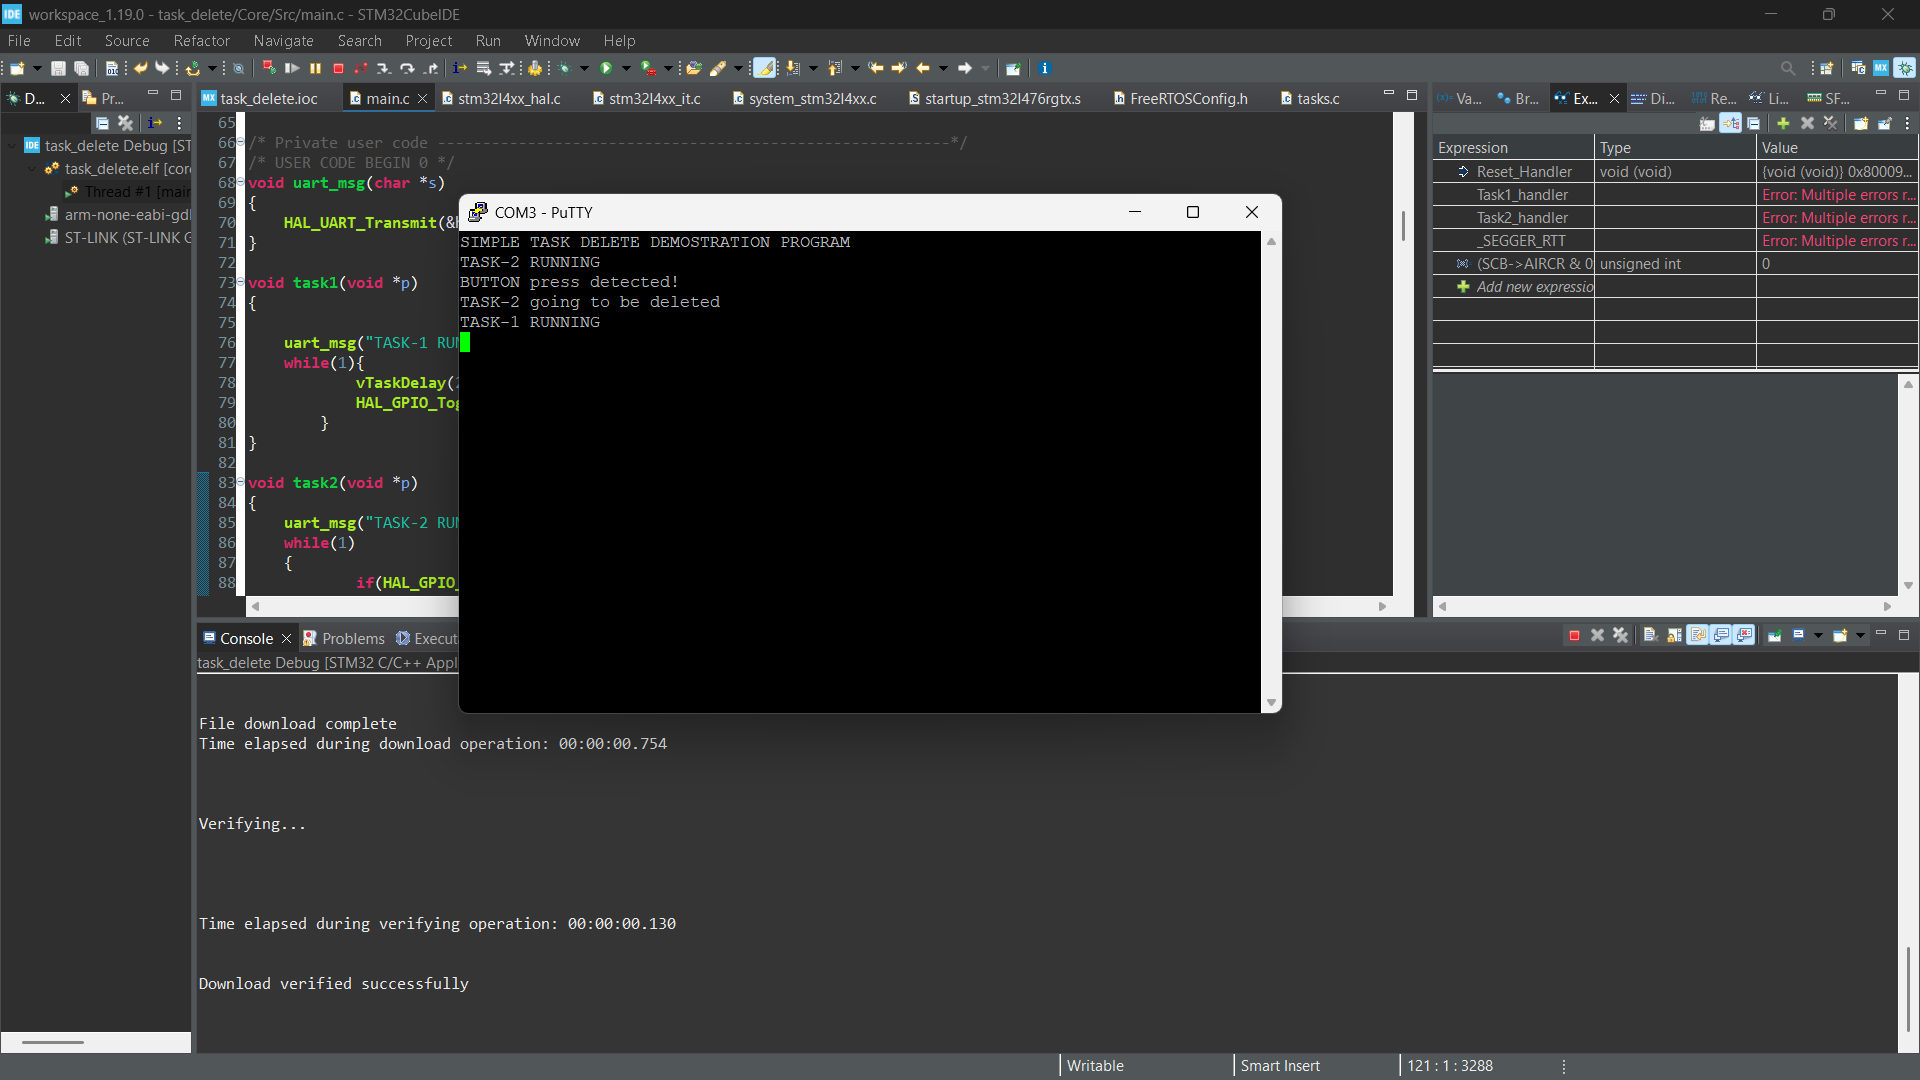 workspace_1.19.0 - task_delete/Core/Src/main.c - STM32CubeIDE
File Edit Source Refactor Navigate Search Project Run Window Help
D... Pr...
task_delete Debug [ST
task_delete.elf [cor
Thread #1 [mai
arm-none-eabi-gd
ST-LINK (ST-LINK G
task_delete.ioc main.c stm32l4xx_hal.c stm32l4xx_it.c system_stm32l4xx.c startup_stm32l476rgtx.s FreeRTOSConfig.h tasks.c
65
66 /* Private user code ---------------------------------------------------------*/
67 /* USER CODE BEGIN 0 */
68 void uart_msg(char *s)
69 {
70 HAL_UART_Transmit(&
71 }
72
73 void task1(void *p)
74 {
75
76 uart_msg("TASK-1 RU
77 while(1){
78 vTaskDelay(
79 HAL_GPIO_Tog
80 }
81 }
82
83 void task2(void *p)
84 {
85 uart_msg("TASK-2 RU
86 while(1)
87 {
88 if(HAL_GPIO_
COM3 - PuTTY
SIMPLE TASK DELETE DEMOSTRATION PROGRAM
TASK-2 RUNNING
BUTTON press detected!
TASK-2 going to be deleted
TASK-1 RUNNING
Va... Br... Ex... Di... Re... Li... SF...
Expression Type Value
Reset_Handler void (void) {void (void)} 0x80009...
Task1_handler Error: Multiple errors r...
Task2_handler Error: Multiple errors r...
_SEGGER_RTT Error: Multiple errors r...
(SCB->AIRCR & 0 unsigned int 0
Add new expressio
Console Problems Execut
task_delete Debug [STM32 C/C++ Appl
File download complete
Time elapsed during download operation: 00:00:00.754
Verifying...
Time elapsed during verifying operation: 00:00:00.130
Download verified successfully
Writable Smart Insert 121 : 1 : 3288